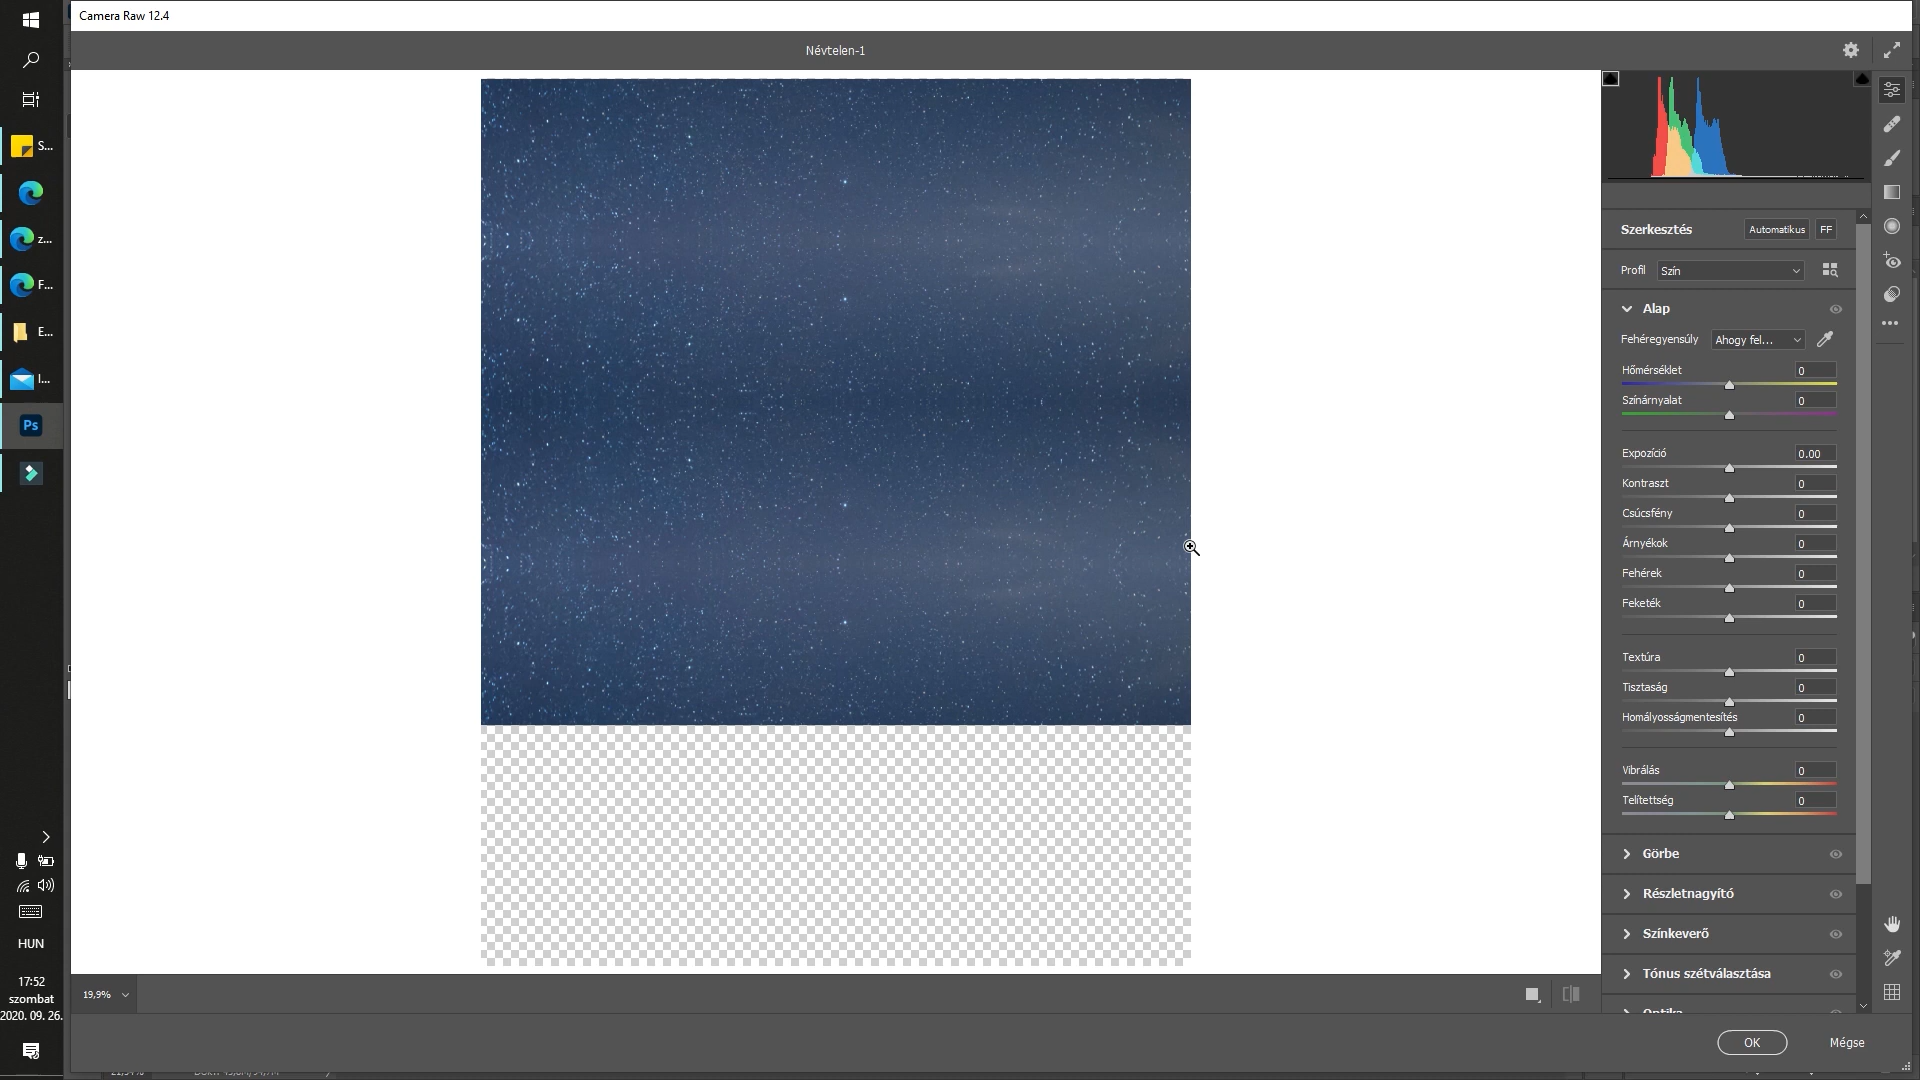 Camera Raw 12.4
Névtelen-1
S...
z...
F...
E...
I...
Ps
HUN
17:52
szombat
2020. 09. 26.
Szerkesztés
Automatikus
FF
Profil
Szín
Alap
Fehéregyensúly
Ahogy fel...
Hőmérséklet
0
Színárnyalat
0
Expozíció
0.00
Kontraszt
0
Csúcsfény
0
Árnyékok
0
Fehérek
0
Feketék
0
Textúra
0
Tisztaság
0
Homályosságmentesítés
0
Vibrálás
0
Telítettség
0
Görbe
Részletnagyító
Színkeverő
Tónus szétválasztása
Optika
19,9%
OK
Mégse